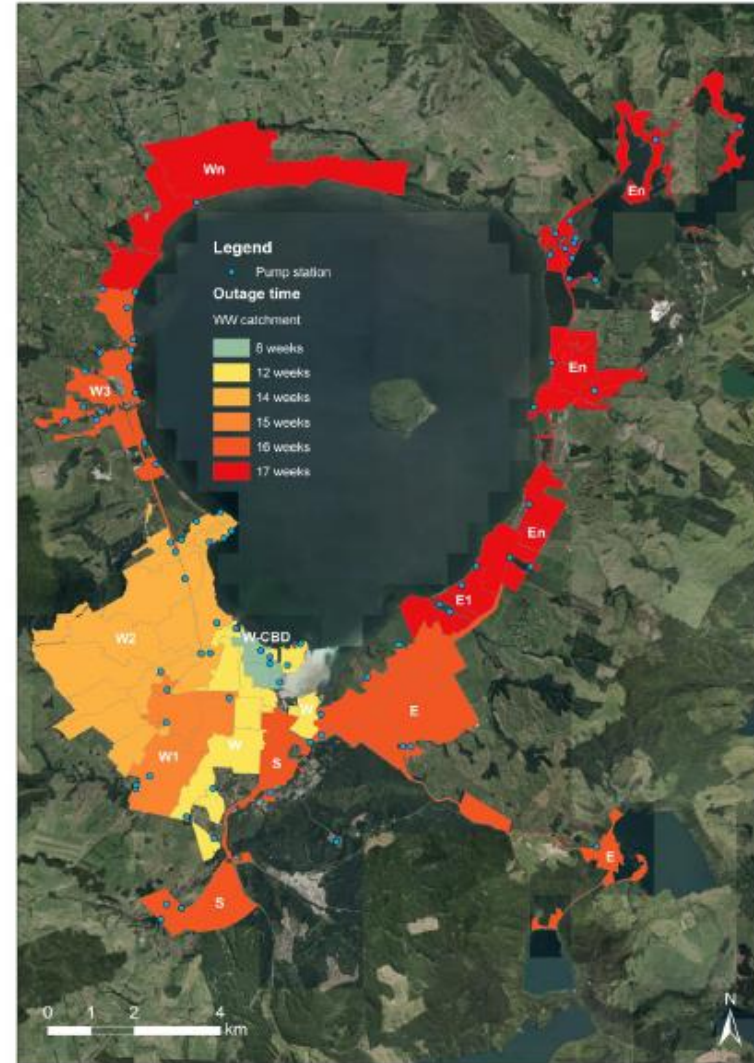 Wn
En
Legend
Pump station
Outage time
WW catchment
8 weeks
12 weeks
14 weeks
15 weeks
16 weeks
17 weeks
En
W3
En
E1
W-CBD
W2
W
E
W
W1
S
E
S
N
0 1 2 4
km